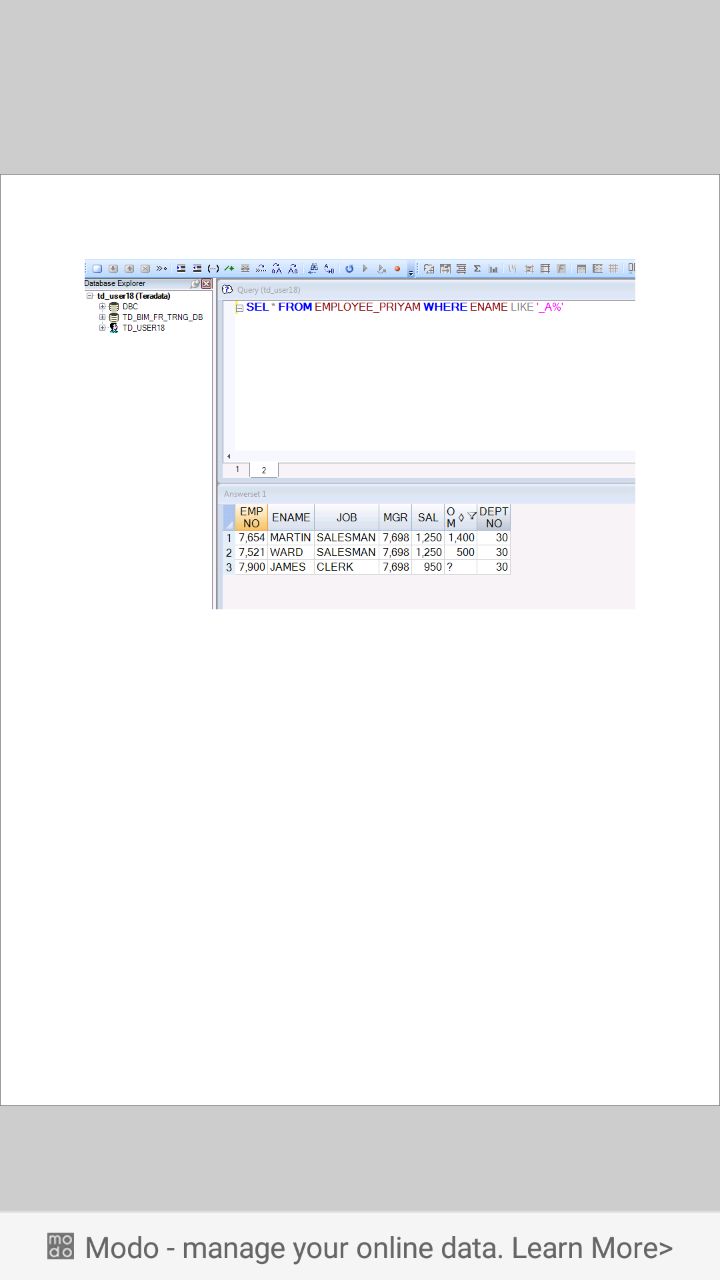 Database Explorer
td_user18 (Teradata)
DBC
TD_BIM_FR_TRNG_DB
TD_USER18
Query (td_user18)
SEL * FROM EMPLOYEE_PRIYAM WHERE ENAME LIKE '_A%'
1 2
Answerset 1
EMP NO ENAME JOB MGR SAL O M DEPT NO
1 7,654 MARTIN SALESMAN 7,698 1,250 1,400 30
2 7,521 WARD SALESMAN 7,698 1,250 500 30
3 7,900 JAMES CLERK 7,698 950 ? 30
modo Modo - manage your online data. Learn More>